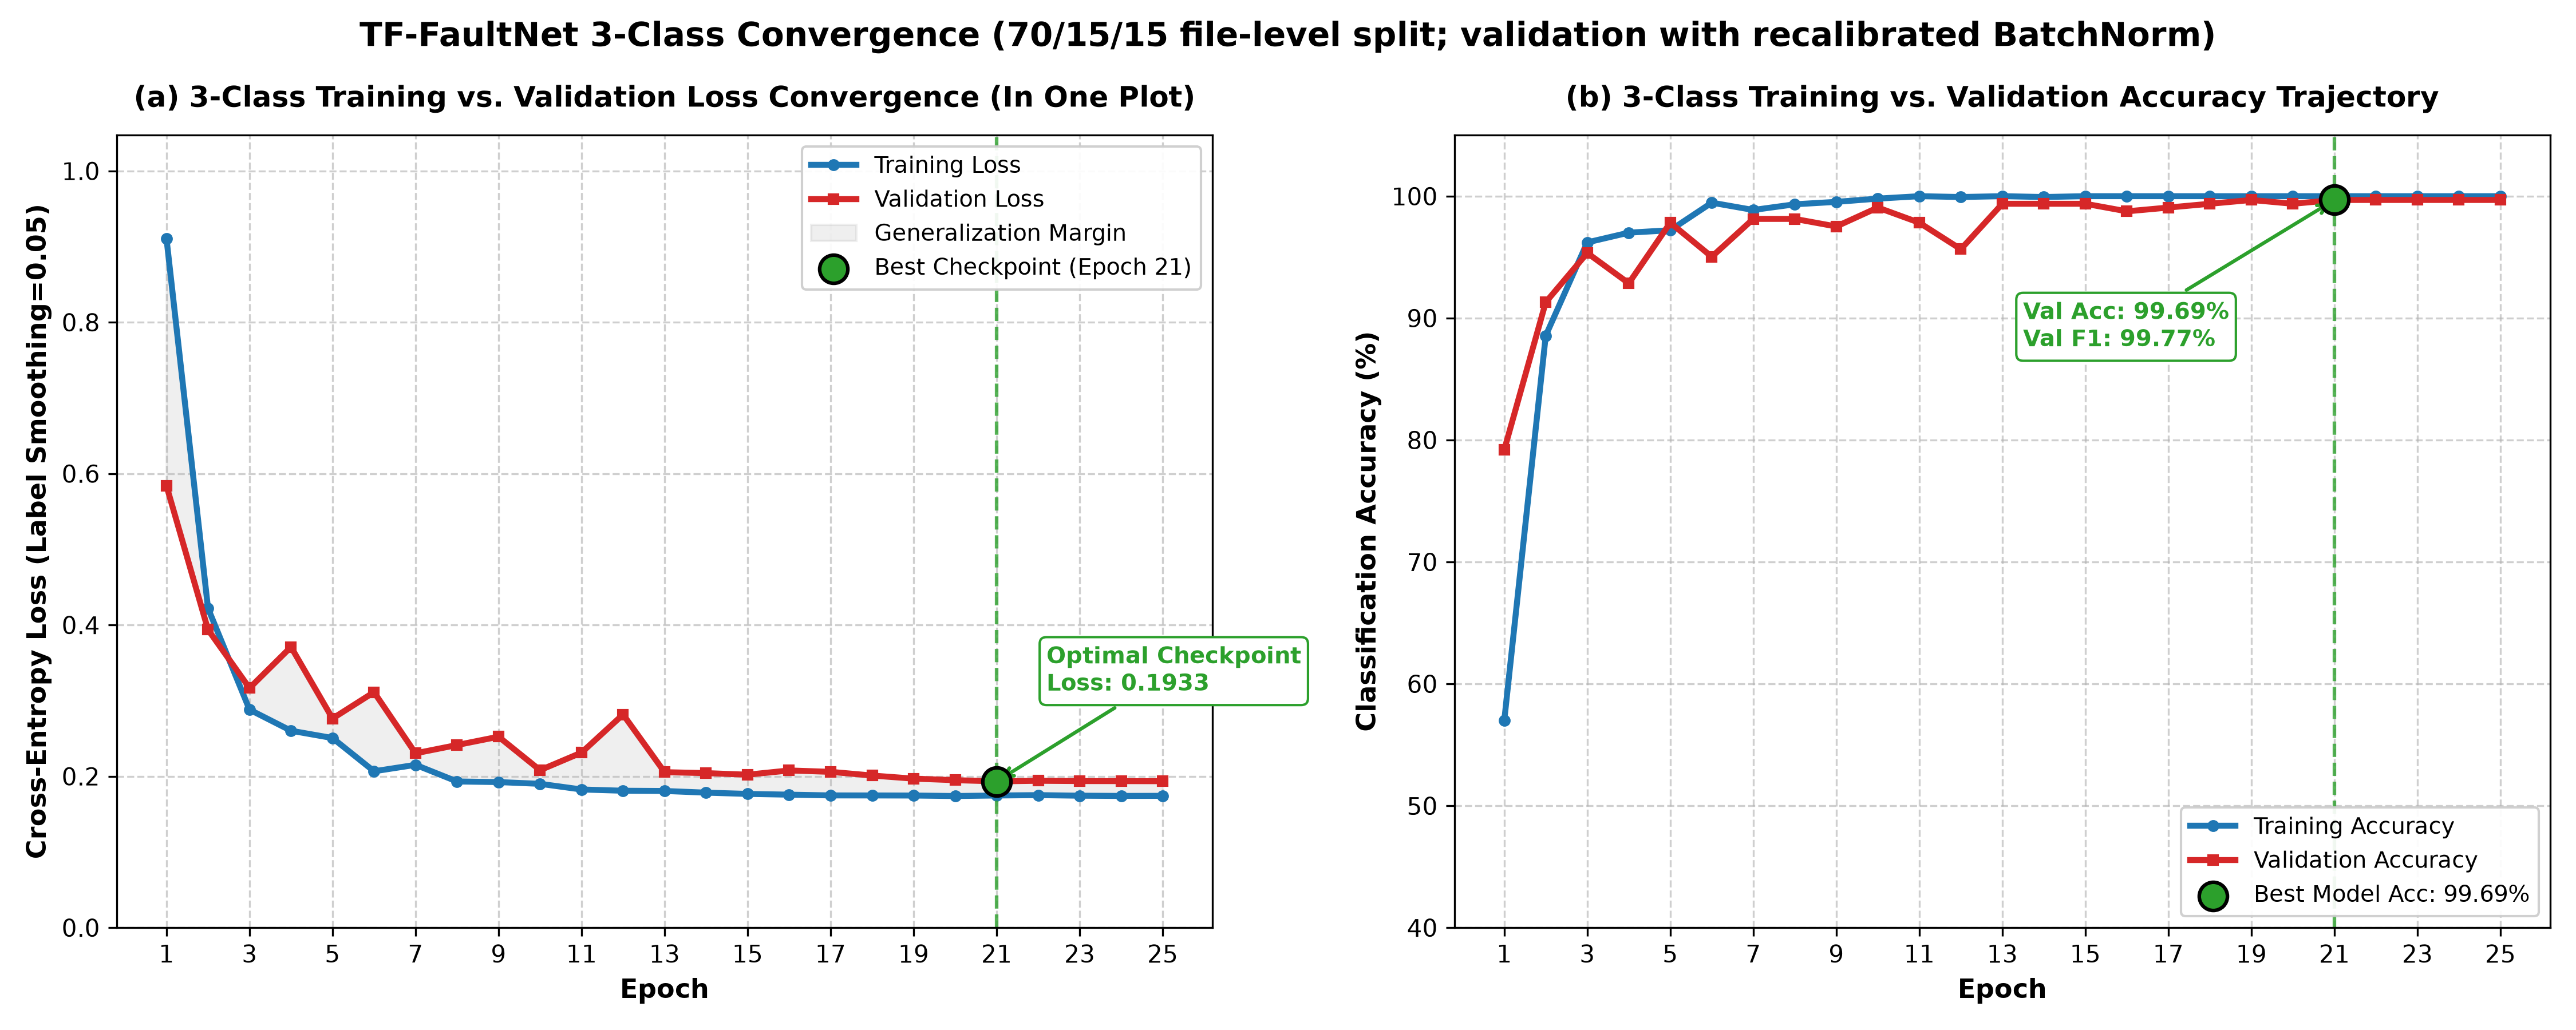 TF-FaultNet 3-Class Convergence (70/15/15 file-level split; validation with recalibrated BatchNorm)
(a) 3-Class Training vs. Validation Loss Convergence (In One Plot)
Cross-Entropy Loss (Label Smoothing=0.05)
1.0
0.8
0.6
0.4
0.2
0.0
Training Loss
Validation Loss
Generalization Margin
Best Checkpoint (Epoch 21)
Optimal Checkpoint
Loss: 0.1933
1 3 5 7 9 11 13 15 17 19 21 23 25
Epoch
(b) 3-Class Training vs. Validation Accuracy Trajectory
Classification Accuracy (%)
100
90
80
70
60
50
40
Val Acc: 99.69%
Val F1: 99.77%
Training Accuracy
Validation Accuracy
Best Model Acc: 99.69%
1 3 5 7 9 11 13 15 17 19 21 23 25
Epoch